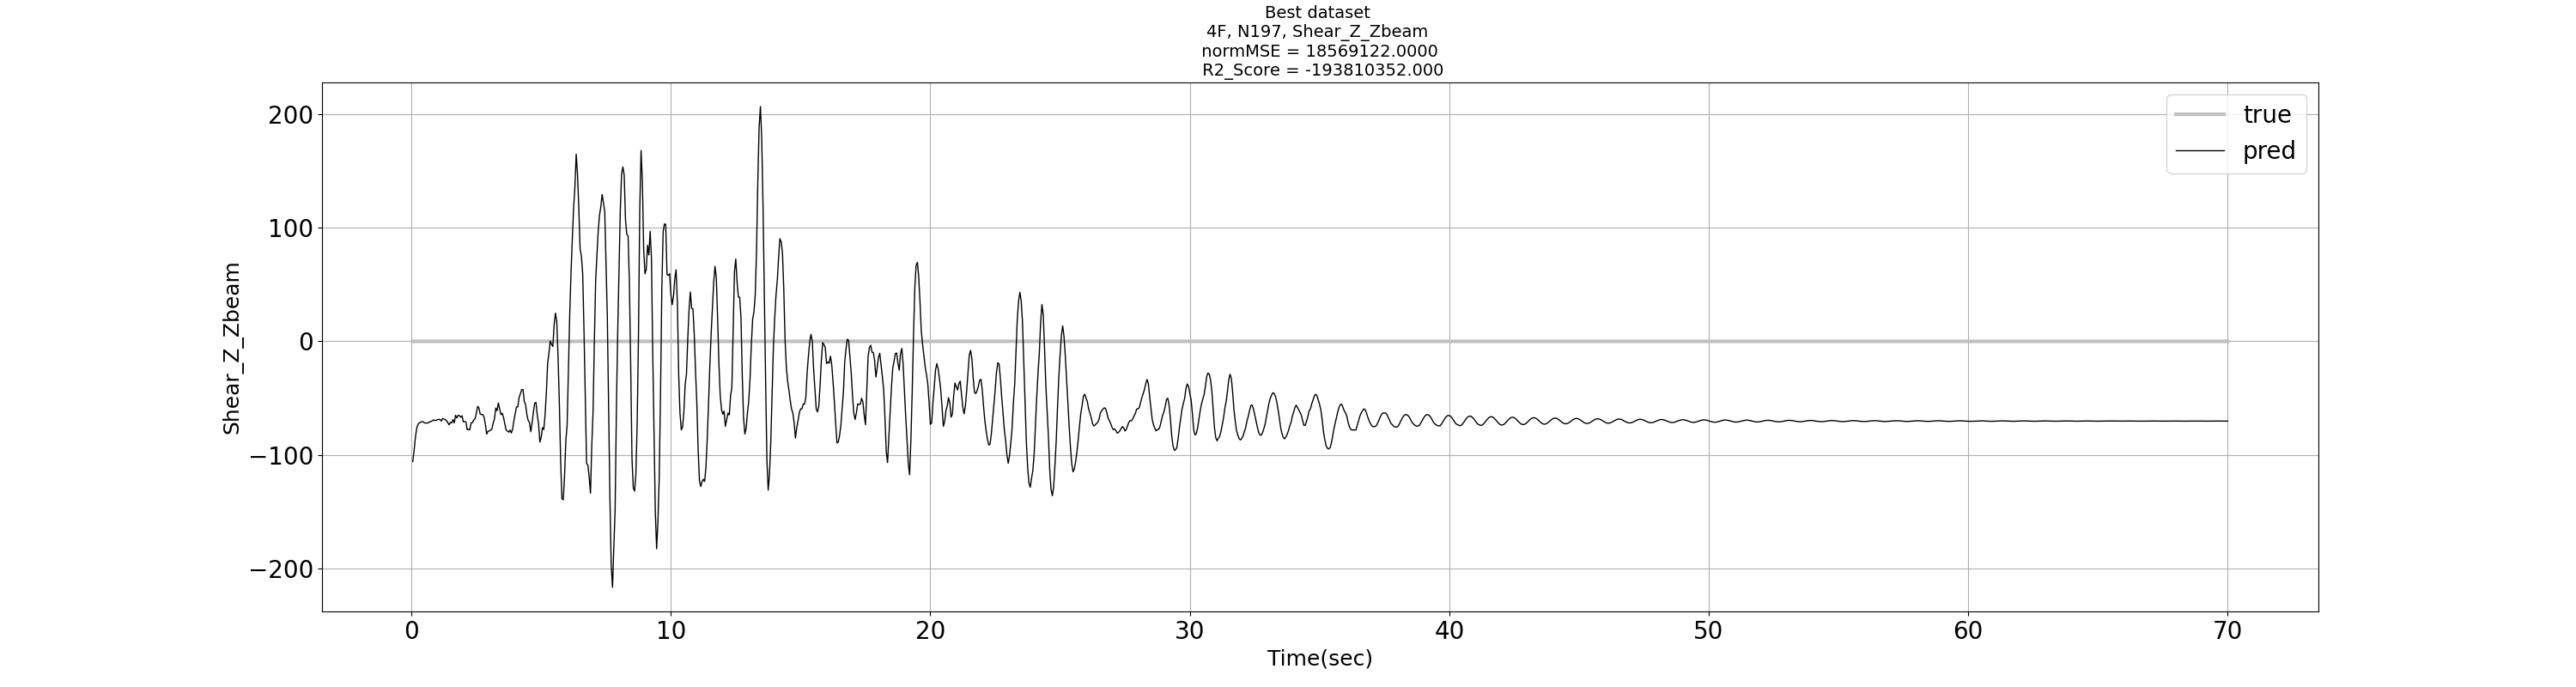 Best dataset
4F, N197, Shear_Z_Zbeam
normMSE = 18569122.0000
R2_Score = -193810352.000
true
pred
200
100
0
−100
−200
Shear_Z_Zbeam
0 10 20 30 40 50 60 70
Time(sec)